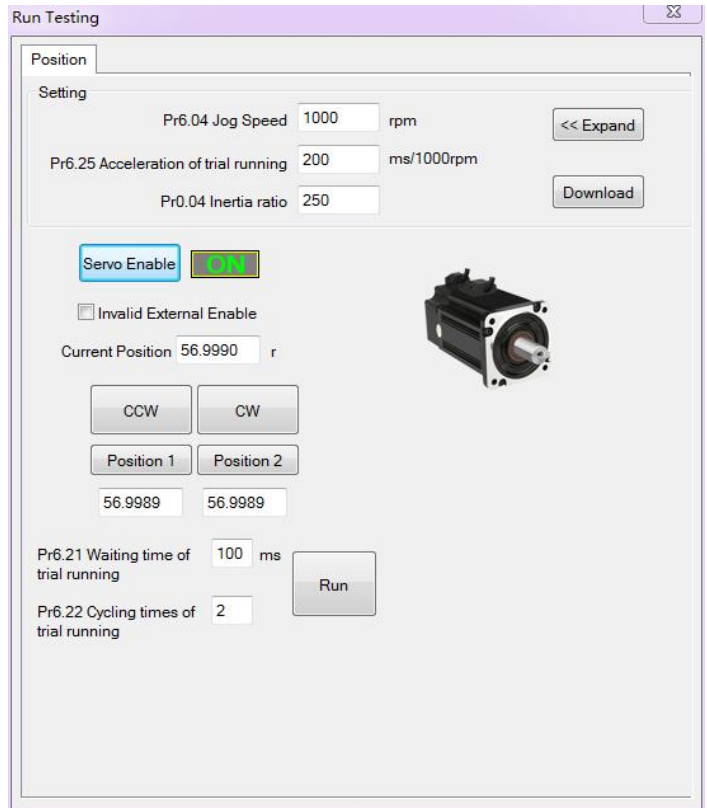 Run Testing
Position
Setting
Pr6.04 Jog Speed 1000 rpm
<< Expand
Pr6.25 Acceleration of trial running 200 ms/1000rpm
Pr0.04 Inertia ratio 250
Download
Servo Enable ON
Invalid External Enable
Current Position 56.9990 r
CCW CW
Position 1 Position 2
56.9989 56.9989
Pr6.21 Waiting time of 100 ms
trial running
Run
Pr6.22 Cycling times of 2
trial running